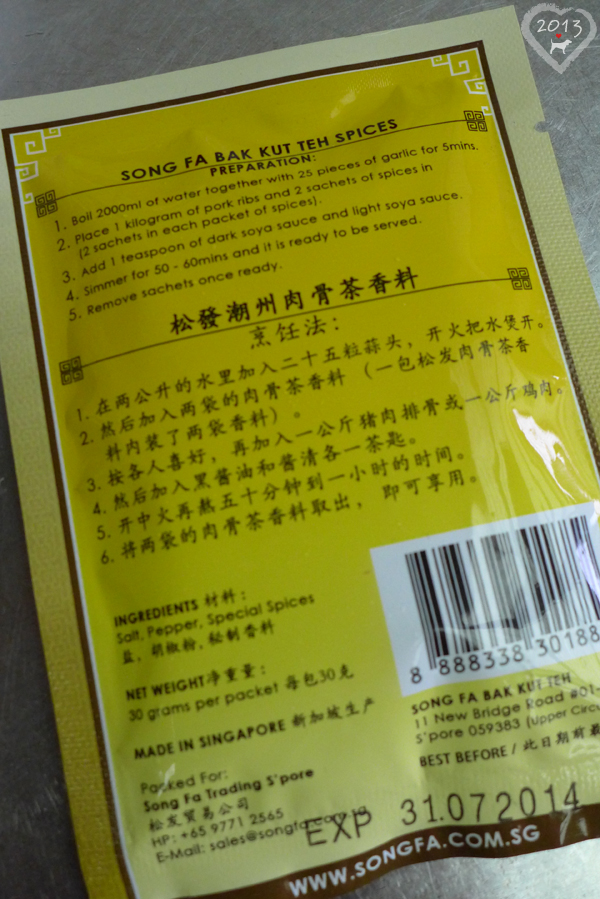 2013
SONG FA BAK KUT TEH SPICES
PREPARATION:
1. Boil 2000ml of water together with 25 pieces of garlic for 5mins.
2. Place 1 kilogram of pork ribs and 2 sachets of spices in
(2 sachets in each packet of spices).
3. Add 1 teaspoon of dark soya sauce and light soya sauce.
4. Simmer for 50 - 60mins and it is ready to be served.
5. Remove sachets once ready.
松發潮州肉骨茶香料
烹饪法：
1. 在两公升的水里加入二十五粒蒜头，开火把水煲开。
2. 然后加入两袋的肉骨茶香料（一包松发肉骨茶香
料内装了两袋香料）。
3. 按各人喜好，再加入一公斤猪肉排骨或一公斤鸡肉。
4. 然后加入黑酱油和酱清各一茶匙。
5. 开中火再熬五十分钟到一小时的时间。
6. 将两袋的肉骨茶香料取出，即可享用。
INGREDIENTS 材料：
Salt, Pepper, Special Spices
盐, 胡椒粉, 秘制香料
NET WEIGHT净重量：
30 grams per packet 每包30克
MADE IN SINGAPORE 新加坡生产
Packed For:
Song Fa Trading S'pore
松发贸易公司
HP: +65 9771 2565
E-Mail: sales@songfa.com.sg
8 888338 30188
SONG FA BAK KUT TEH
11 New Bridge Road #01-
S'pore 059383 (Upper Circu
BEST BEFORE / 此日期前最
EXP 31.07 2014
WWW.SONGFA.COM.SG